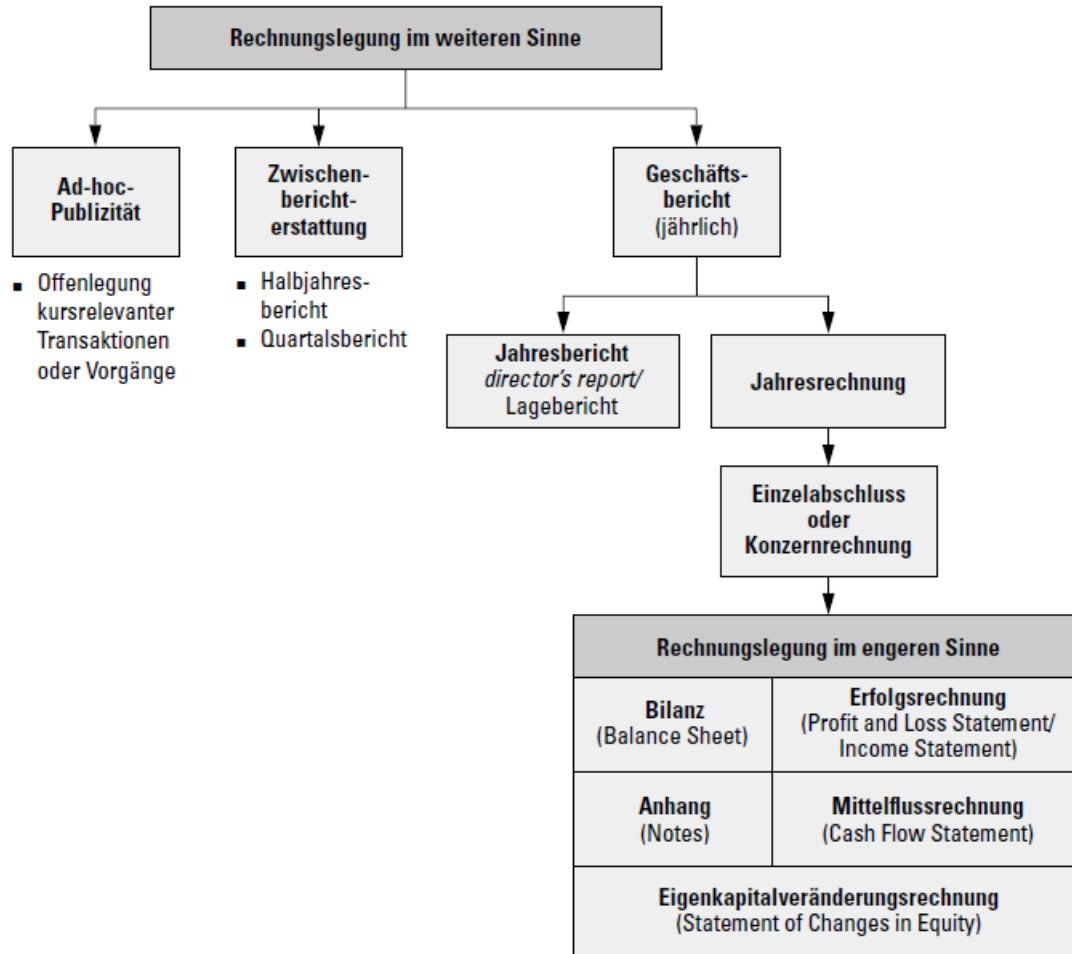 Rechnungslegung im weiteren Sinne
Ad-hoc-
Publizität
Zwischen-
bericht-
erstattung
Geschäfts-
bericht
(jährlich)
▪ Offenlegung
kursrelevanter
Transaktionen
oder Vorgänge
▪ Halbjahres-
bericht
▪ Quartalsbericht
Jahresbericht
director's report/
Lagebericht
Jahresrechnung
Einzelabschluss
oder
Konzernrechnung
Rechnungslegung im engeren Sinne
Bilanz
(Balance Sheet)
Erfolgsrechnung
(Profit and Loss Statement/
Income Statement)
Anhang
(Notes)
Mittelflussrechnung
(Cash Flow Statement)
Eigenkapitalveränderungsrechnung
(Statement of Changes in Equity)